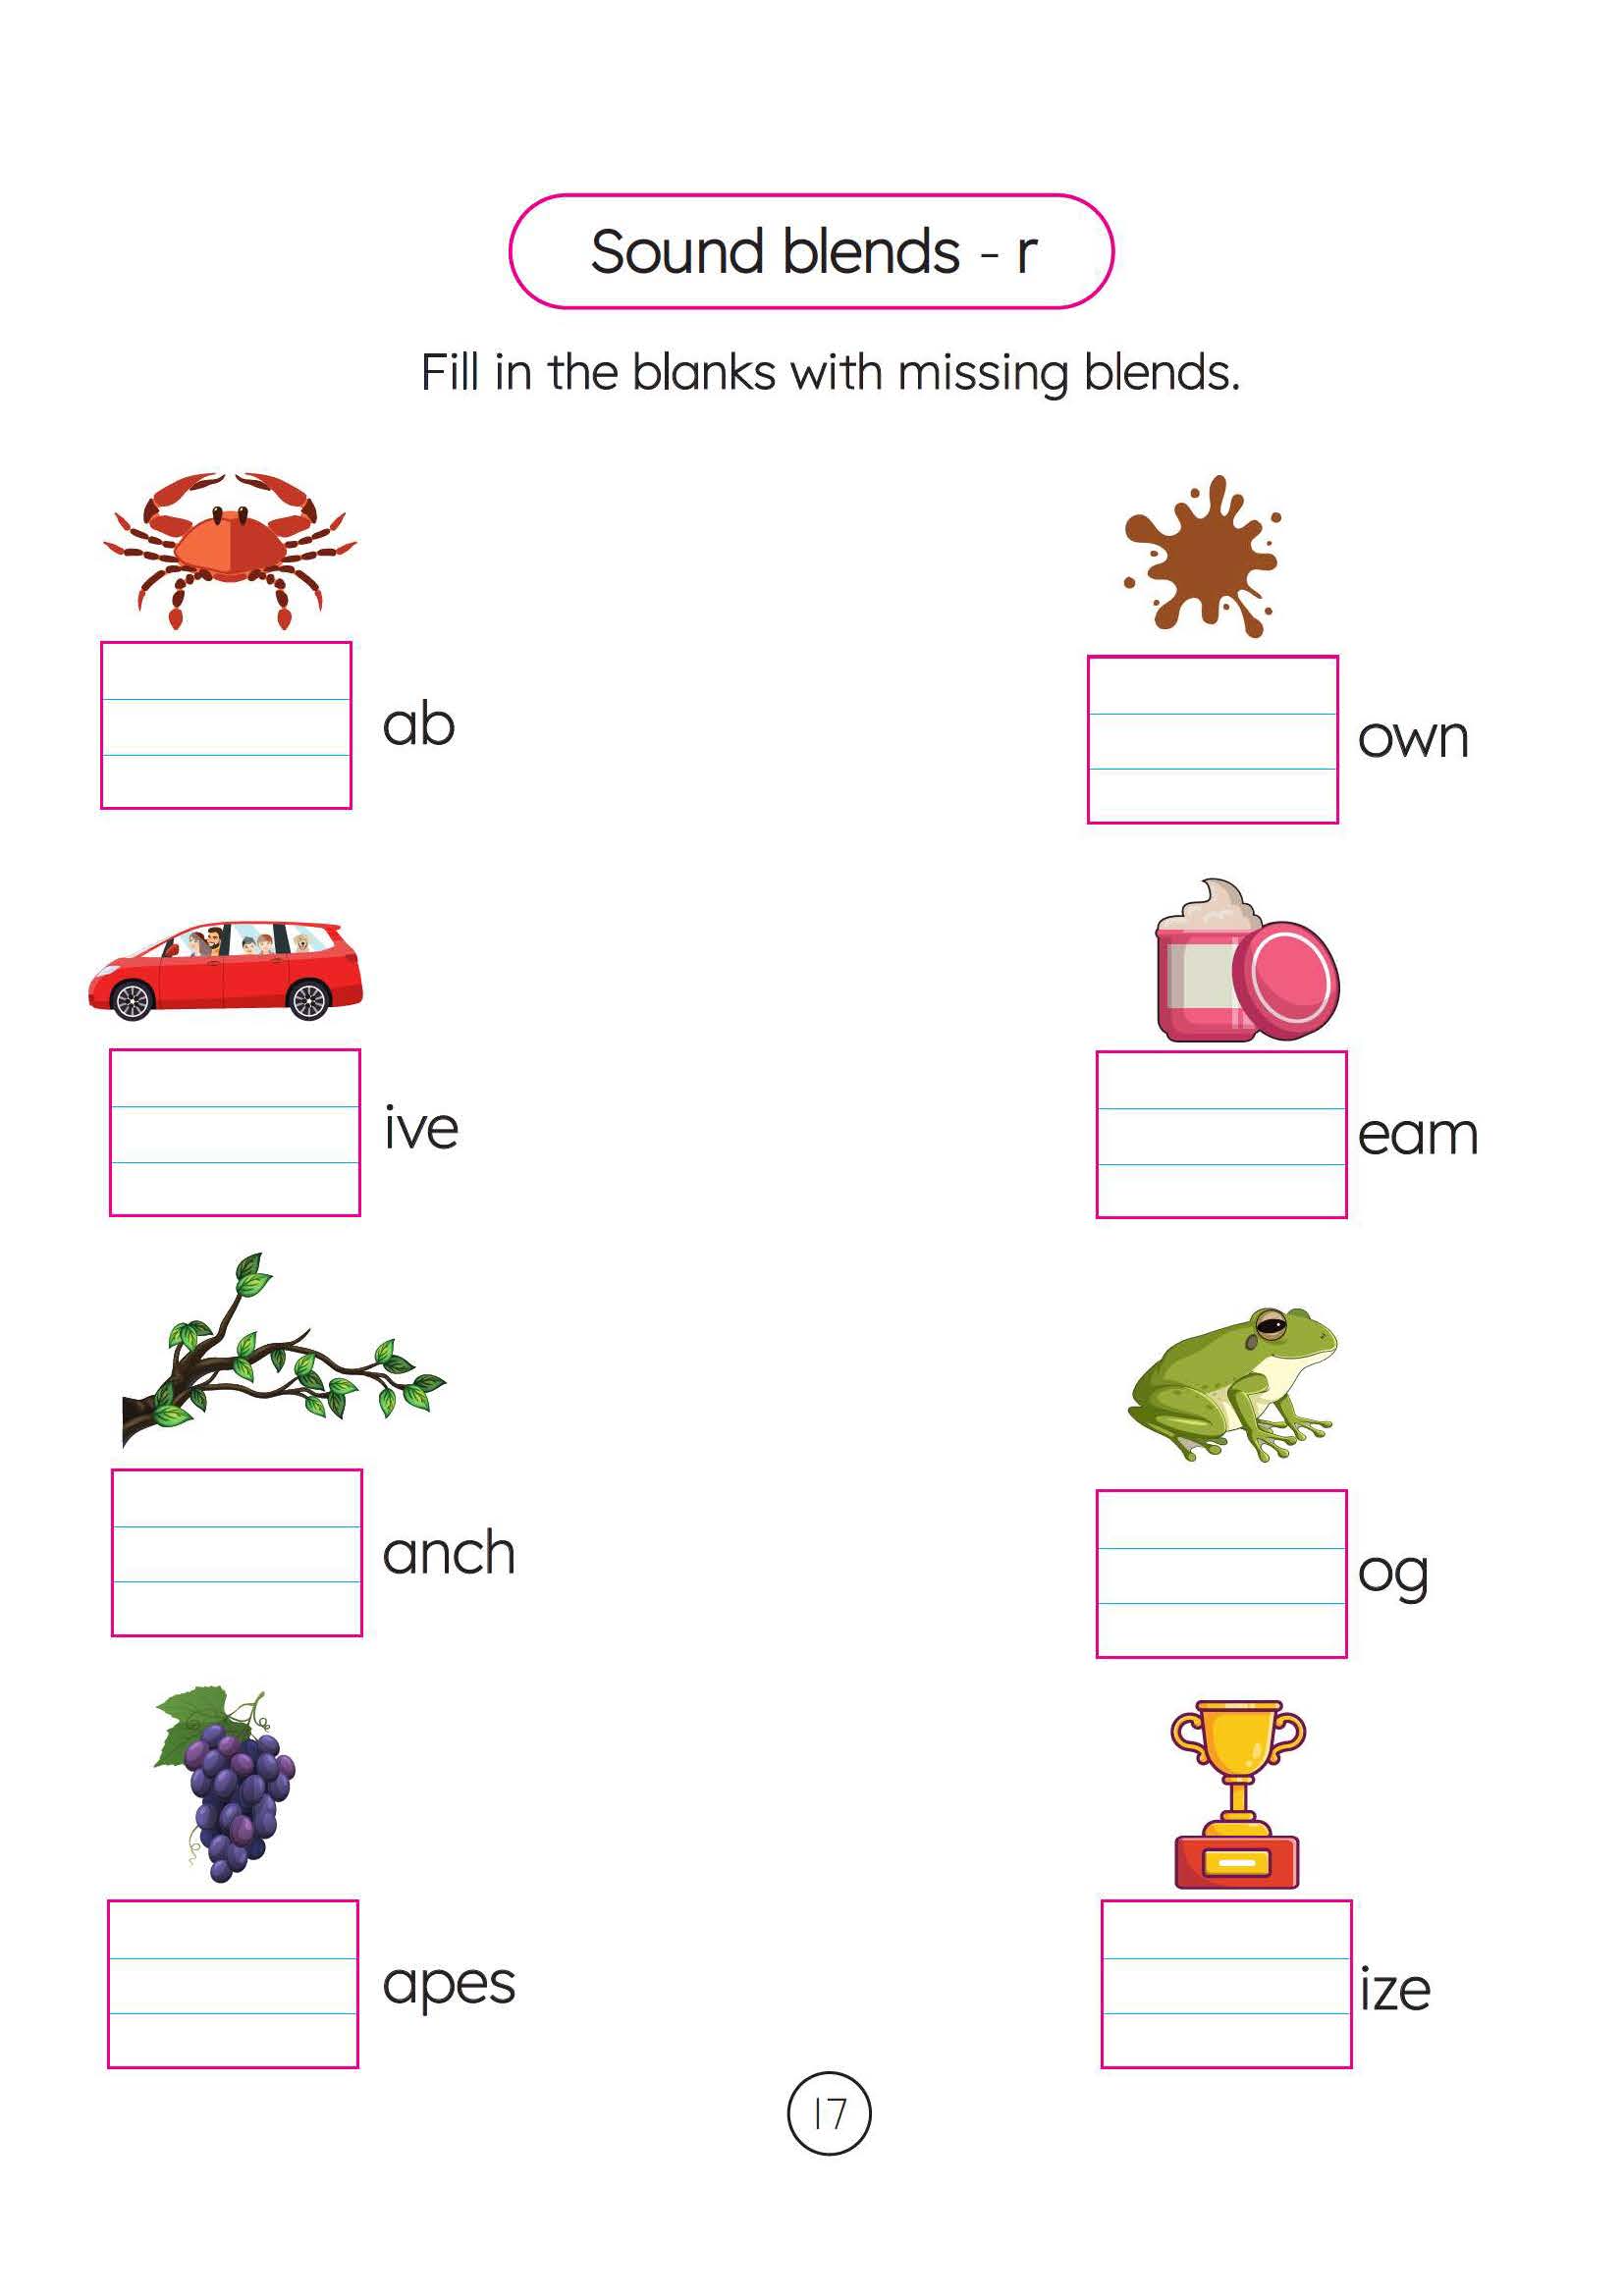 Sound blends - r
Fill in the blanks with missing blends.
ab
own
ive
eam
anch
og
apes
ize
17